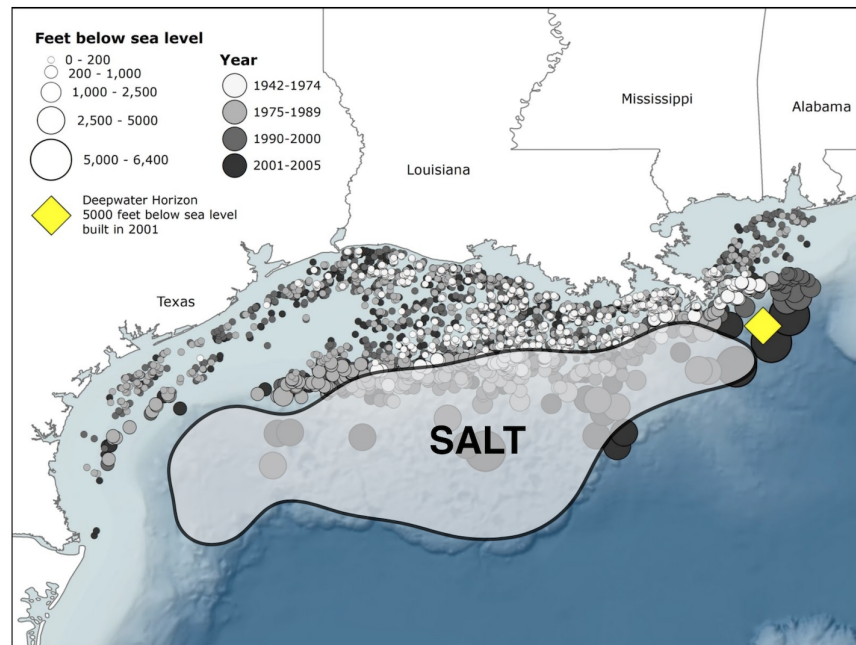 Feet below sea level
0 - 200
200 - 1,000
1,000 - 2,500
2,500 - 5000
5,000 - 6,400
Year
1942-1974
1975-1989
1990-2000
2001-2005
Deepwater Horizon
5000 feet below sea level
built in 2001
Mississippi
Alabama
Louisiana
Texas
SALT